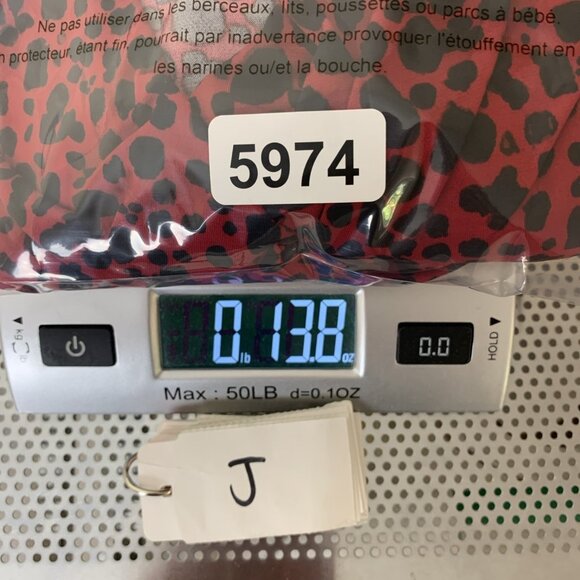 Ne pas utiliser dans les berceaux, lits, poussettes ou parcs à bébé.
protecteur, étant fin, pourrait par inadvertance provoquer l'étouffement en
les narines ou/et la bouche.
5974
kg lb
0 lb 13.8 oz
0.0
HOLD
Max : 50LB d=0.1OZ
J